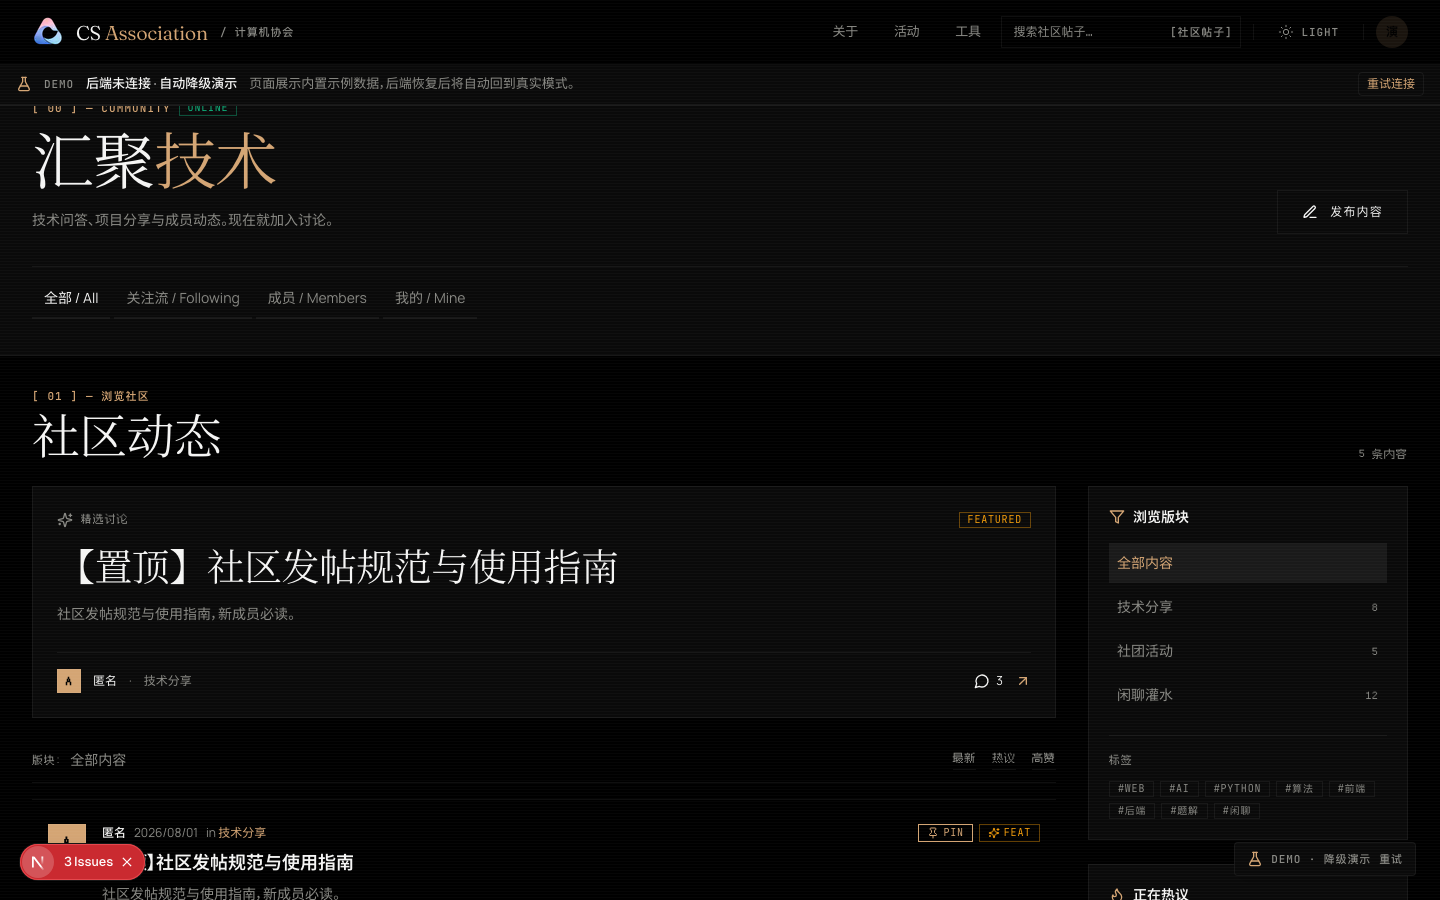 CS Association / 计算机协会
关于 活动 工具 搜索社区帖子… [社区帖子] LIGHT 演
DEMO 后端未连接 · 自动降级演示 页面展示内置示例数据，后端恢复后将自动回到真实模式。 重试连接
[ 00 ] — COMMUNITY ONLINE
汇聚技术
技术问答、项目分享与成员动态。现在就加入讨论。
发布内容
全部 / All 关注流 / Following 成员 / Members 我的 / Mine
[ 01 ] — 浏览社区
社区动态
5 条内容
精选讨论 FEATURED
【置顶】社区发帖规范与使用指南
社区发帖规范与使用指南，新成员必读。
匿名 · 技术分享 3
版块: 全部内容 最新 热议 高赞
匿名 2026/08/01 in 技术分享 PIN FEAT
】社区发帖规范与使用指南
社区发帖规范与使用指南，新成员必读。
浏览版块
全部内容
技术分享 8
社团活动 5
闲聊灌水 12
标签
#WEB #AI #PYTHON #算法 #前端
#后端 #题解 #闲聊
正在热议
3 Issues
DEMO · 降级演示 重试